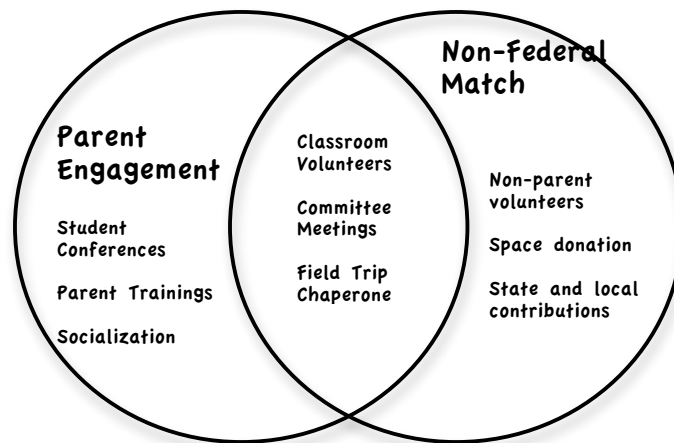 Parent
Engagement
Student
Conferences
Parent Trainings
Socialization
Classroom
Volunteers
Committee
Meetings
Field Trip
Chaperone
Non-Federal
Match
Non-parent
volunteers
Space donation
State and local
contributions